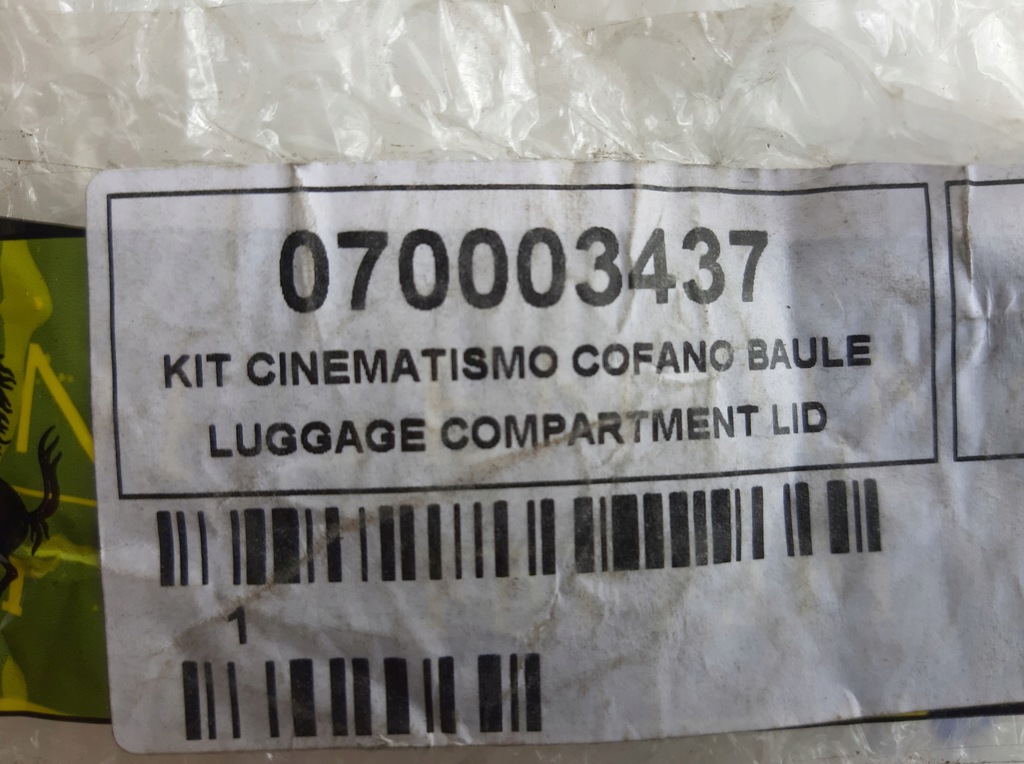 070003437
KIT CINEMATISMO COFANO BAULE
LUGGAGE COMPARTMENT LID
1